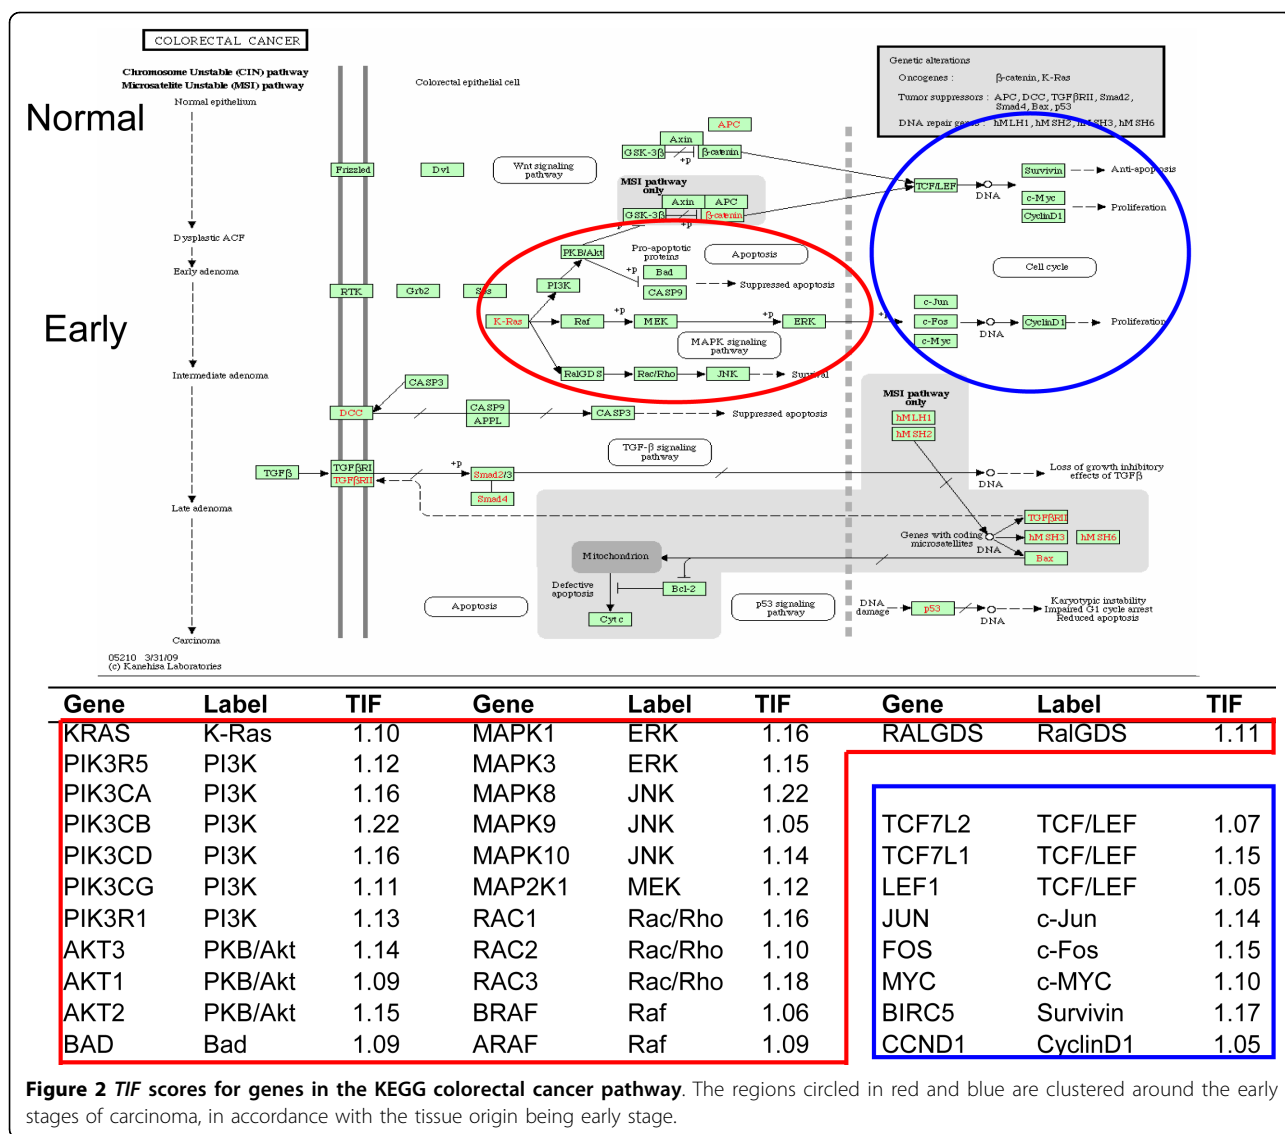 COLORECTAL CANCER
Chromosome Unstable (CIN) pathway
Microsatelite Unstable (MSI) pathway
Normal epithelium
Normal
Dysplastic ACF
Early adenoma
Early
Intermediate adenoma
Late adenoma
Carcinoma
05210 3/31/09
(c) Kanehisa Laboratories
Colorectal epithelial cell
Genetic alterations
Oncogenes : β-catenin, K-Ras
Tumor suppressors : APC, DCC, TGFβRII, Smad2,
Smad4, Bax, p53
DNA repair genes : hMLH1, hMSH2, hMSH3, hMSH6
APC
Axin
GSK-3β
β-catenin
+p
Frizzled
Dvl
Wnt signaling
pathway
MSI pathway
only
Axin
APC
GSK-3β
β-catenin
+p
TCF/LEF
DNA
Survivin
Anti-apoptosis
c-Myc
CyclinD1
Proliferation
PKB/Akt
Pro-apoptotic
proteins
Apoptosis
+p
Bad
CASP9
Suppressed apoptosis
Cell cycle
PI3K
RTK
Grb2
Sos
K-Ras
Raf
+p
MEK
+p
ERK
+p
c-Jun
c-Fos
c-Myc
DNA
CyclinD1
Proliferation
MAPK signaling
pathway
RalGDS
Rac/Rho
JNK
Survival
CASP3
DCC
CASP9
APPL
CASP3
Suppressed apoptosis
MSI pathway
only
hMLH1
hMSH2
TGF-β signaling
pathway
TGFβ
TGFβRI
TGFβRII
+p
Smad2/3
Smad4
DNA
Loss of growth inhibitory
effects of TGFβ
TGFβRII
Genes with coding
microsatellites
DNA
hMSH3
hMSH6
Bax
Mitochondrion
Defective
apoptosis
Bcl-2
Cyt c
Apoptosis
p53 signaling
pathway
DNA
damage
p53
DNA
Karyotypic instability
Impaired G1 cycle arrest
Reduced apoptosis
Gene Label TIF Gene Label TIF Gene Label TIF
KRAS K-Ras 1.10 MAPK1 ERK 1.16 RALGDS RalGDS 1.11
PIK3R5 PI3K 1.12 MAPK3 ERK 1.15
PIK3CA PI3K 1.16 MAPK8 JNK 1.22
PIK3CB PI3K 1.22 MAPK9 JNK 1.05 TCF7L2 TCF/LEF 1.07
PIK3CD PI3K 1.16 MAPK10 JNK 1.14 TCF7L1 TCF/LEF 1.15
PIK3CG PI3K 1.11 MAP2K1 MEK 1.12 LEF1 TCF/LEF 1.05
PIK3R1 PI3K 1.13 RAC1 Rac/Rho 1.16 JUN c-Jun 1.14
AKT3 PKB/Akt 1.14 RAC2 Rac/Rho 1.10 FOS c-Fos 1.15
AKT1 PKB/Akt 1.09 RAC3 Rac/Rho 1.18 MYC c-MYC 1.10
AKT2 PKB/Akt 1.15 BRAF Raf 1.06 BIRC5 Survivin 1.17
BAD Bad 1.09 ARAF Raf 1.09 CCND1 CyclinD1 1.05
Figure 2 TIF scores for genes in the KEGG colorectal cancer pathway. The regions circled in red and blue are clustered around the early
stages of carcinoma, in accordance with the tissue origin being early stage.